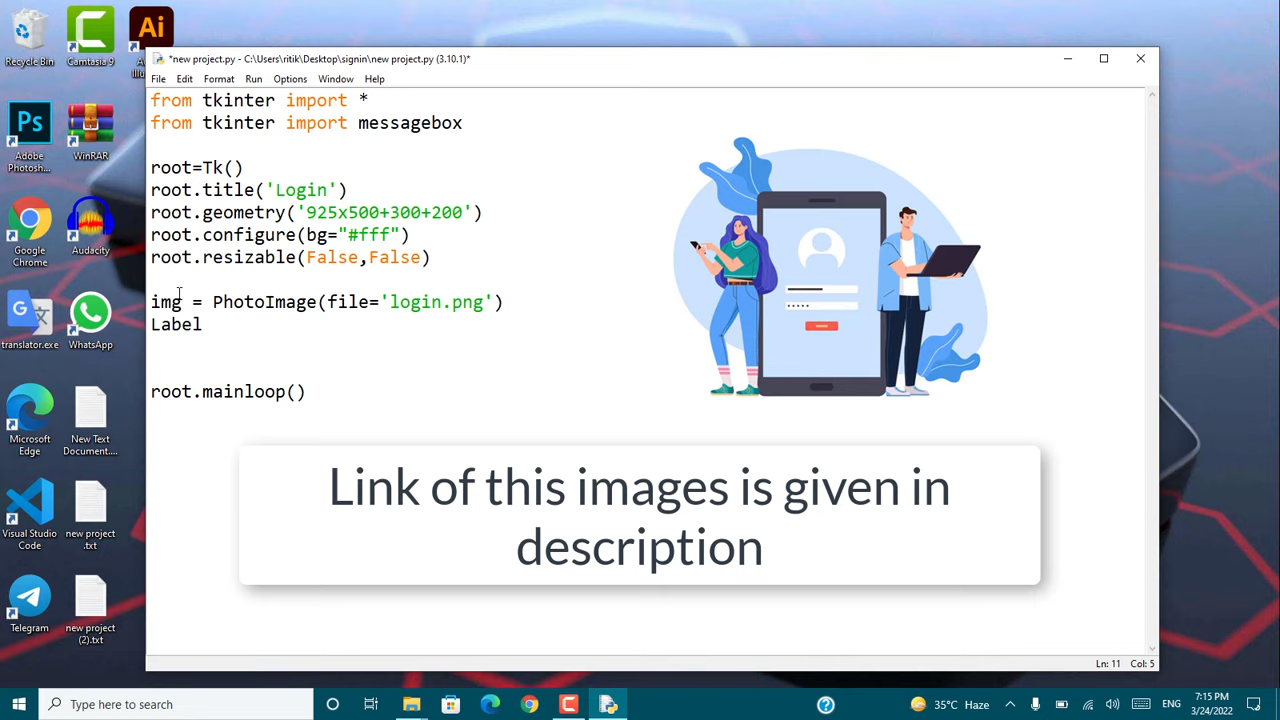 Ai
Recycle Bin
Camtasia 9
*new project.py - C:\Users\ritik\Desktop\signin\new project.py (3.10.1)*
File Edit Format Run Options Window Help
from tkinter import *
from tkinter import messagebox
root=Tk()
root.title('Login')
root.geometry('925x500+300+200')
root.configure(bg="#fff")
root.resizable(False,False)
img = PhotoImage(file='login.png')
Label
root.mainloop()
Ps
Adobe
Photosh...
WinRAR
Google
Chrome
Audacity
translator.exe
WhatsApp
Microsoft
Edge
New Text
Document....
Visual Studio
Code
new project
.txt
Telegram
new project
(2).txt
Link of this images is given in
description
Ln: 11 Col: 5
Type here to search
35°C Haze
ENG
7:15 PM
3/24/2022